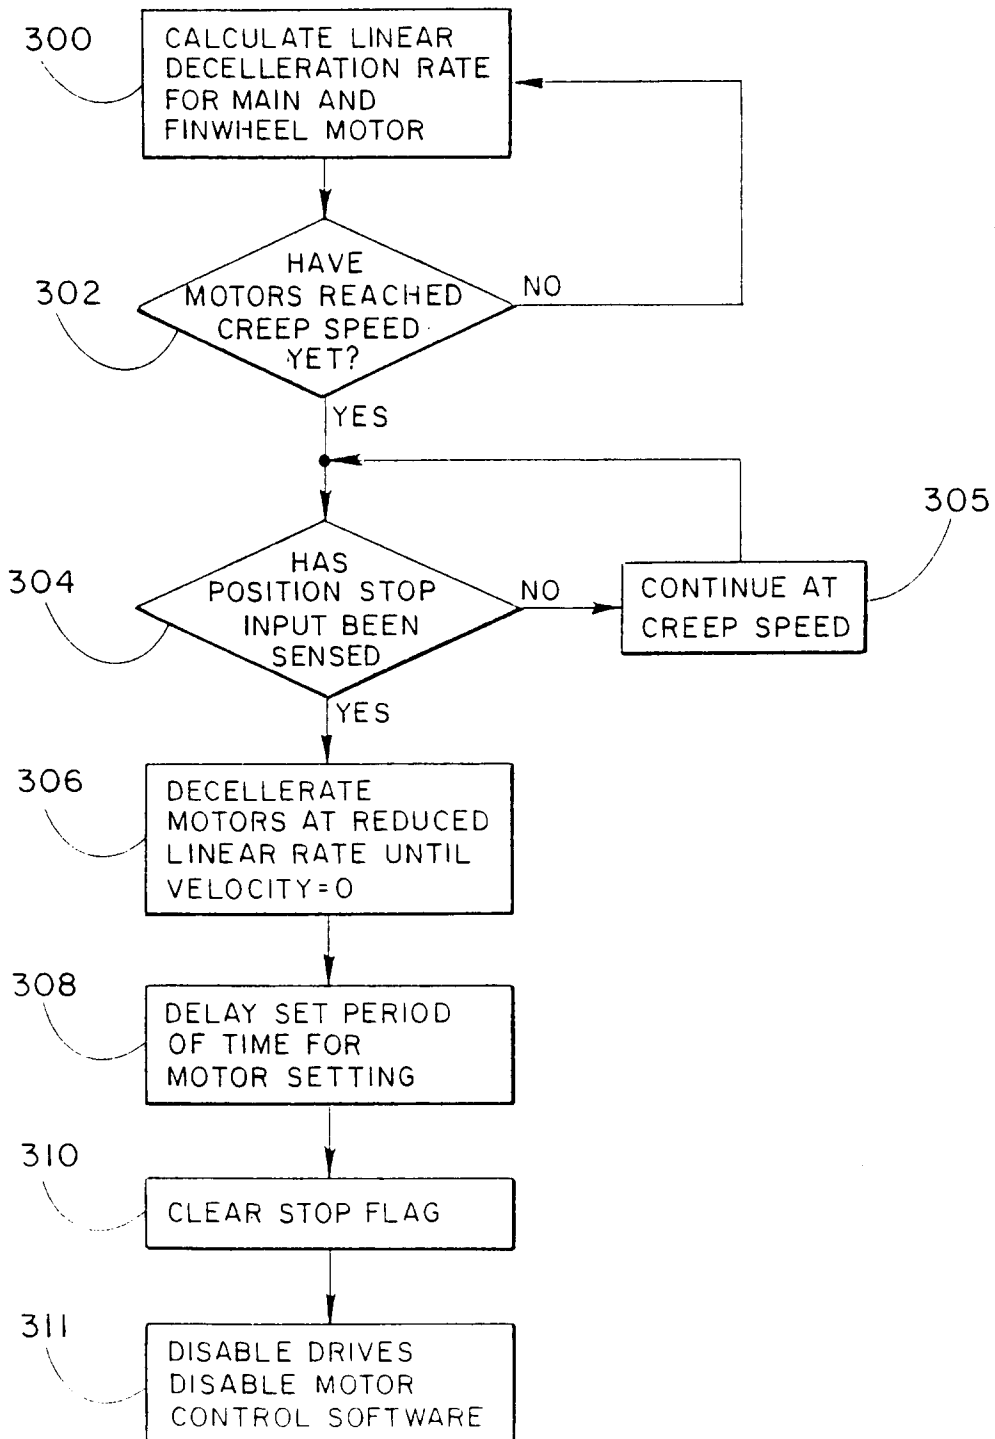 300
CALCULATE LINEAR
DECELLERATION RATE
FOR MAIN AND
FINWHEEL MOTOR
302
HAVE
MOTORS REACHED
CREEP SPEED
YET?
NO
YES
304
HAS
POSITION STOP
INPUT BEEN
SENSED
NO
305
CONTINUE AT
CREEP SPEED
YES
306
DECELLERATE
MOTORS AT REDUCED
LINEAR RATE UNTIL
VELOCITY=0
308
DELAY SET PERIOD
OF TIME FOR
MOTOR SETTING
310
CLEAR STOP FLAG
311
DISABLE DRIVES
DISABLE MOTOR
CONTROL SOFTWARE